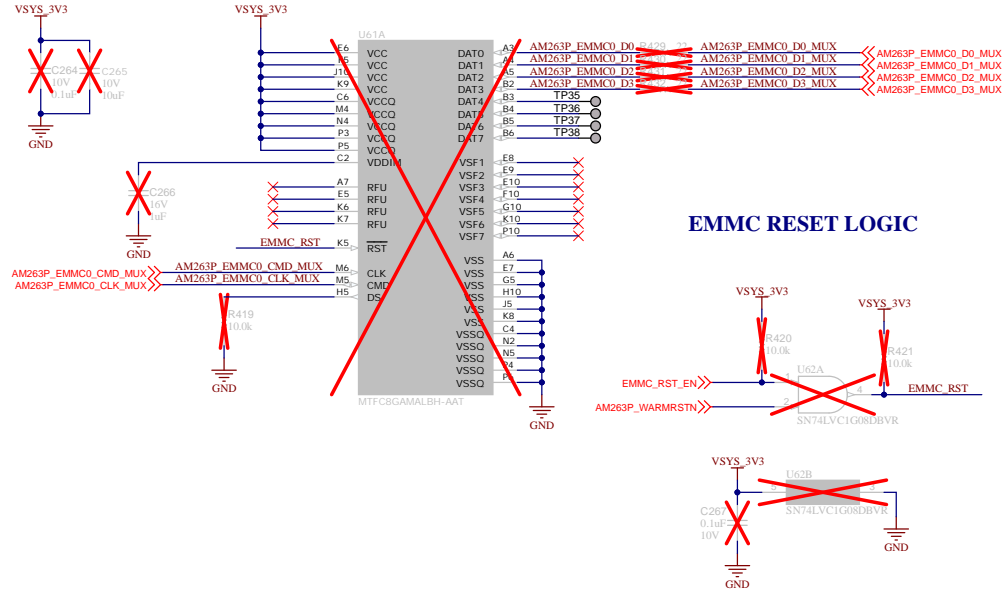 VSYS_3V3
C264
10V
0.1uF
C265
10V
10uF
GND
C266
16V
1uF
GND
VSYS_3V3
U61A
E6 VCC
F5 VCC
J10 VCC
K9 VCC
C6 VCCQ
M4 VCCQ
N4 VCCQ
P3 VCCQ
P5 VCCQ
C2 VDDIM
A7 RFU
E5 RFU
K6 RFU
K7 RFU
EMMC_RST K5 RST
AM263P_EMMC0_CMD_MUX AM263P_EMMC0_CMD_MUX M6 CLK
AM263P_EMMC0_CLK_MUX AM263P_EMMC0_CLK_MUX M5 CMD
H5 DS
R419
10.0k
GND
DAT0 A3 AM263P_EMMC0_D0 R429 AM263P_EMMC0_D0_MUX AM263P_EMMC0_D0_MUX
DAT1 A4 AM263P_EMMC0_D1 AM263P_EMMC0_D1_MUX AM263P_EMMC0_D1_MUX
DAT2 A5 AM263P_EMMC0_D2 AM263P_EMMC0_D2_MUX AM263P_EMMC0_D2_MUX
DAT3 B2 AM263P_EMMC0_D3 AM263P_EMMC0_D3_MUX AM263P_EMMC0_D3_MUX
DAT4 B3 TP35
DAT5 B4 TP36
DAT6 B5 TP37
DAT7 B6 TP38
VSF1 E8
VSF2 E9
VSF3 E10
VSF4 F10
VSF5 G10
VSF6 K10
VSF7 P10
VSS A6
VSS E7
VSS G5
VSS H10
VSS J5
VSS K8
VSSQ C4
VSSQ N2
VSSQ N5
VSSQ P4
VSSQ
MTFC8GAMALBH-AAT
GND
EMMC RESET LOGIC
VSYS_3V3
R420
10.0k
VSYS_3V3
R421
10.0k
U62A
EMMC_RST_EN 1
AM263P_WARMRSTN 2
4 EMMC_RST
SN74LVC1G08DBVR
VSYS_3V3
U62B
5 3
SN74LVC1G08DBVR
C267
0.1uF
10V
GND
GND